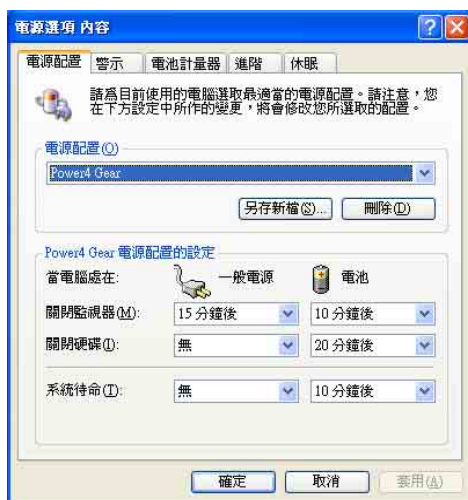 電源選項 內容
電源配置 警示 電池計量器 進階 休眠
請為目前使用的電腦選取最適當的電源配置。請注意,您
在下方設定中所作的變更,將會修改您所選取的配置。
電源配置(O)
Power4 Gear
另存新檔(S)... 刪除(D)
Power4 Gear 電源配置的設定
當電腦處在: 一般電源 電池
關閉監視器(M): 15 分鐘後 10 分鐘後
關閉硬碟(I): 無 20 分鐘後
系統待命(T): 無 10 分鐘後
確定 取消 套用(A)